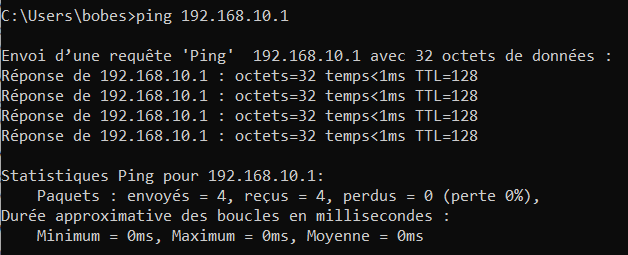 C:\Users\bobes>ping 192.168.10.1
Envoi d’une requête 'Ping'  192.168.10.1 avec 32 octets de données :
Réponse de 192.168.10.1 : octets=32 temps<1ms TTL=128
Réponse de 192.168.10.1 : octets=32 temps<1ms TTL=128
Réponse de 192.168.10.1 : octets=32 temps<1ms TTL=128
Réponse de 192.168.10.1 : octets=32 temps<1ms TTL=128
Statistiques Ping pour 192.168.10.1:
    Paquets : envoyés = 4, reçus = 4, perdus = 0 (perte 0%),
Durée approximative des boucles en millisecondes :
    Minimum = 0ms, Maximum = 0ms, Moyenne = 0ms